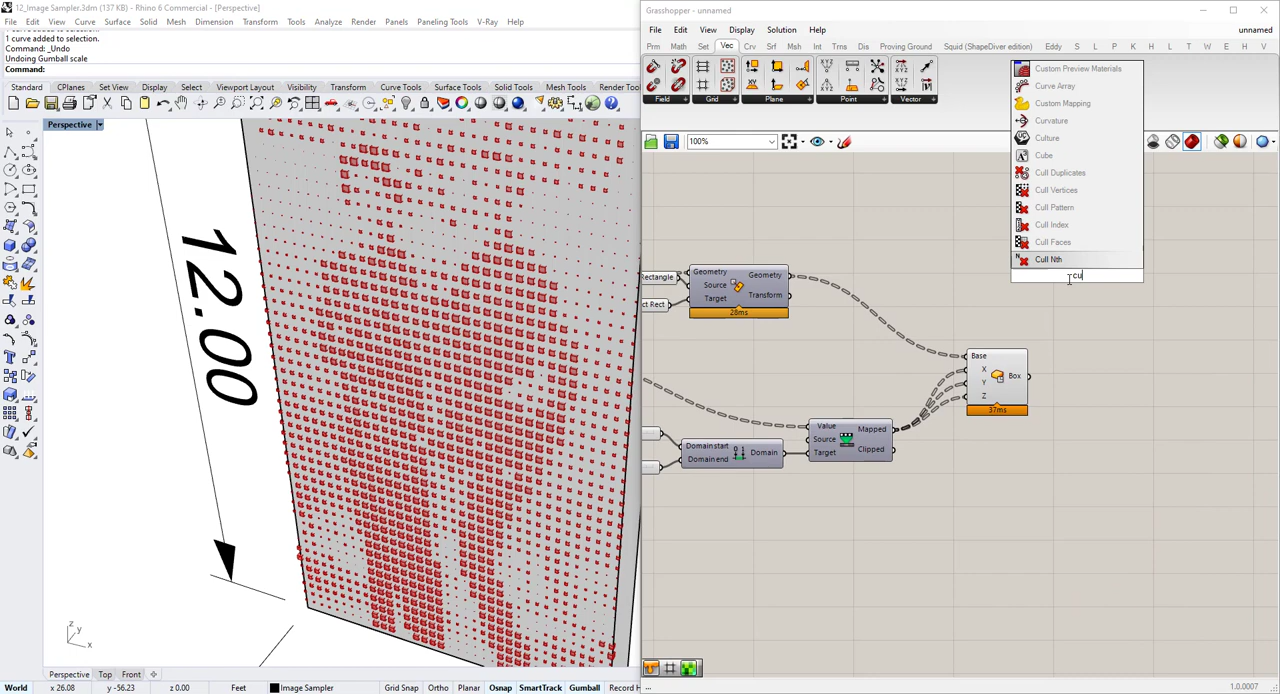 12_Image Sampler.3dm (137 KB) - Rhino 6 Commercial - [Perspective]
File Edit View Curve Surface Solid Mesh Dimension Transform Tools Analyze Render Panels Paneling Tools V-Ray Help
1 curve added to selection.
Command: _Undo
Undoing Gumball scale
Command:
Standard CPlanes Set View Display Select Viewport Layout Visibility Transform Curve Tools Surface Tools Solid Tools Mesh Tools Render Tools
Perspective
12.00
z
y
x
Perspective Top Front
World x 26.08 y -56.23 z 0.00 Feet Image Sampler Grid Snap Ortho Planar Osnap SmartTrack Gumball Record H
Grasshopper - unnamed
File Edit View Display Solution Help unnamed
Prm Math Set Vec Crv Srf Msh Int Trns Dis Proving Ground Squid (ShapeDiver edition) Eddy S L P K H L T W B E H V
Field Grid Plane Point Vector
100%
Custom Preview Materials
Curve Array
Custom Mapping
Curvature
Culture
Cube
Cull Duplicates
Cull Vertices
Cull Pattern
Cull Index
Cull Faces
Cull Nth
cu
Rectangle
ct Rect
Geometry Geometry
Source
Target Transform
28ms
Base
X
Y
Z
Box
37ms
Value Mapped
Source
Target Clipped
Domain start
Domain end
Domain
...
1.0.0007